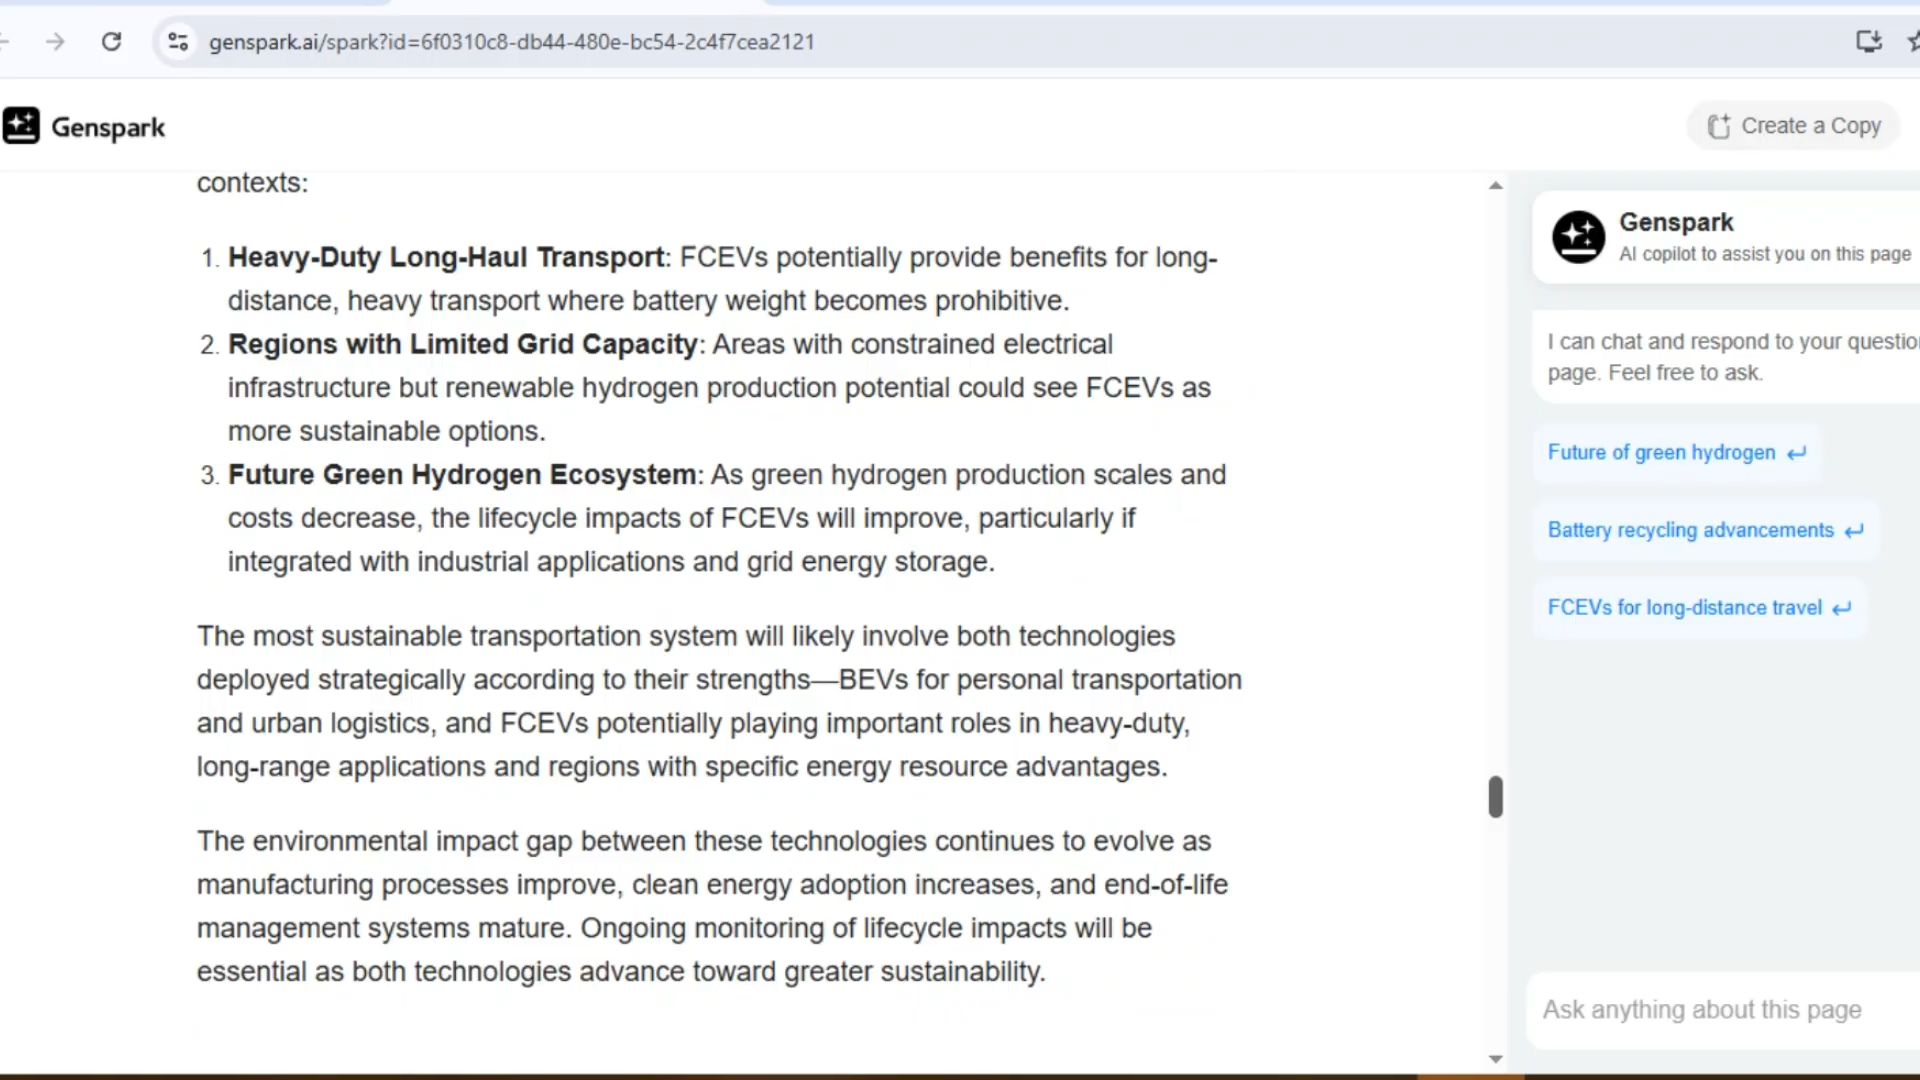 genspark.ai/spark?id=6f0310c8-db44-480e-bc54-2c4f7cea2121
Genspark
Create a Copy
contexts:
1. Heavy-Duty Long-Haul Transport: FCEVs potentially provide benefits for long-
distance, heavy transport where battery weight becomes prohibitive.
2. Regions with Limited Grid Capacity: Areas with constrained electrical
infrastructure but renewable hydrogen production potential could see FCEVs as
more sustainable options.
3. Future Green Hydrogen Ecosystem: As green hydrogen production scales and
costs decrease, the lifecycle impacts of FCEVs will improve, particularly if
integrated with industrial applications and grid energy storage.
The most sustainable transportation system will likely involve both technologies
deployed strategically according to their strengths—BEVs for personal transportation
and urban logistics, and FCEVs potentially playing important roles in heavy-duty,
long-range applications and regions with specific energy resource advantages.
The environmental impact gap between these technologies continues to evolve as
manufacturing processes improve, clean energy adoption increases, and end-of-life
management systems mature. Ongoing monitoring of lifecycle impacts will be
essential as both technologies advance toward greater sustainability.
Genspark
AI copilot to assist you on this page
I can chat and respond to your questio
page. Feel free to ask.
Future of green hydrogen
Battery recycling advancements
FCEVs for long-distance travel
Ask anything about this page